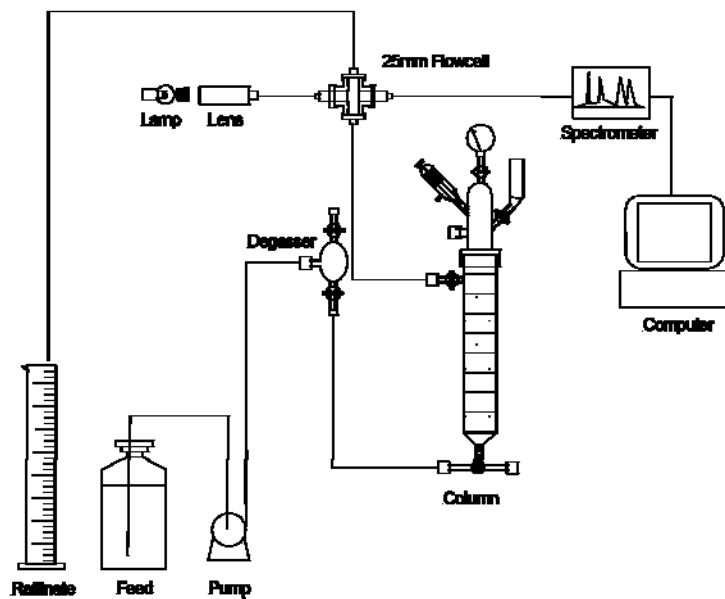 25mm Flowcell
Lamp
Lens
Spectrometer
Degasser
Computer
Column
Raffinate
Feed
Pump